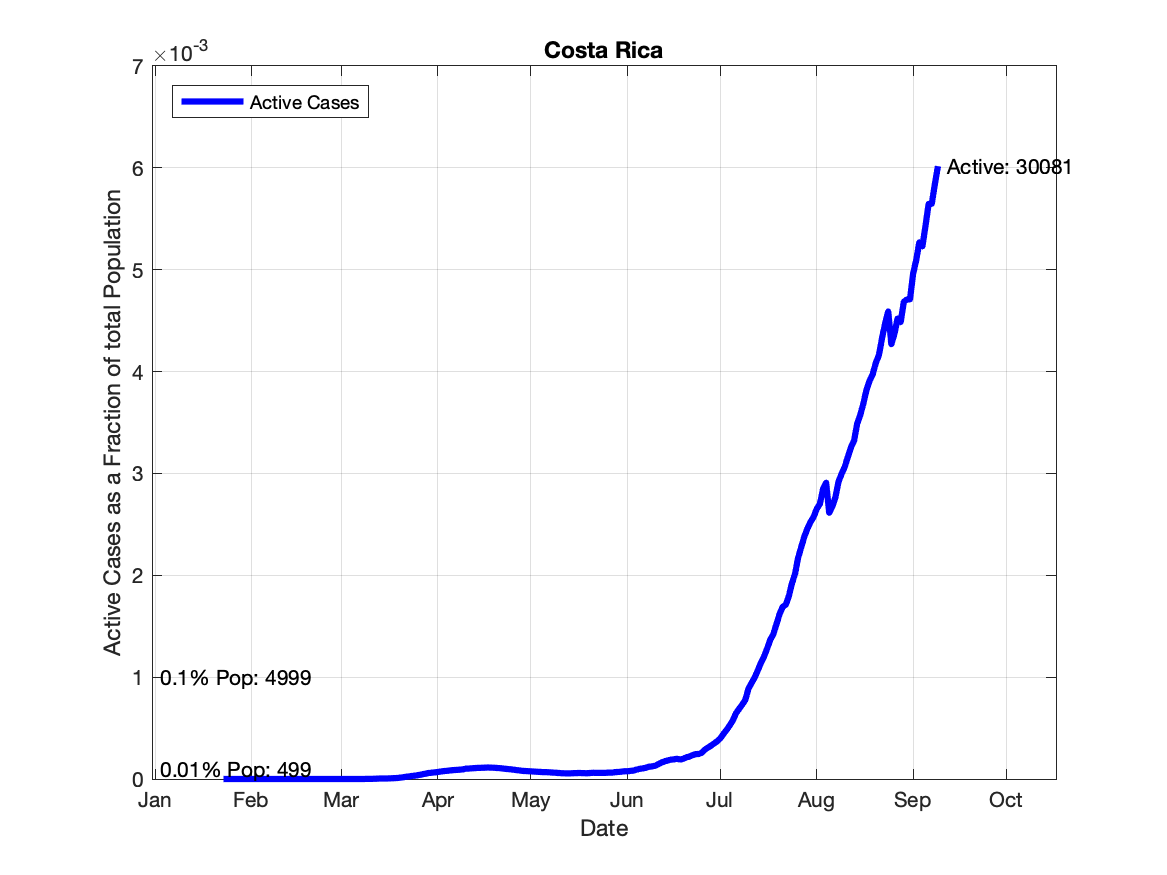 Costa Rica
×10-3
7
Active Cases
6
Active: 30081
5
4
3
2
1
0.1% Pop: 4999
0
0.01% Pop: 499
Jan Feb Mar Apr May Jun Jul Aug Sep Oct
Date
Active Cases as a Fraction of total Population